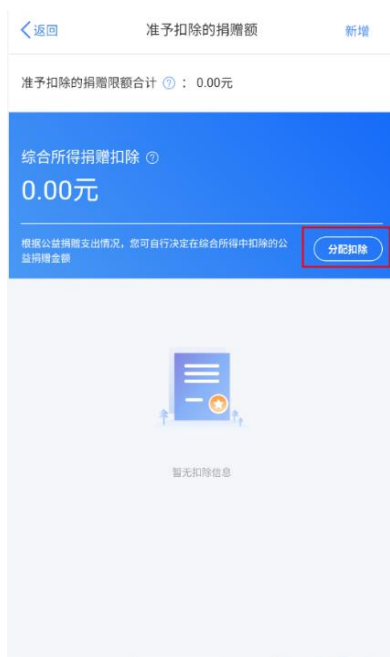 返回
准予扣除的捐赠额
新增
准予扣除的捐赠限额合计 ? ： 0.00元
综合所得捐赠扣除 ?
0.00元
根据公益捐赠支出情况，您可自行决定在综合所得中扣除的公
益捐赠金额
分配扣除
暂无扣除信息